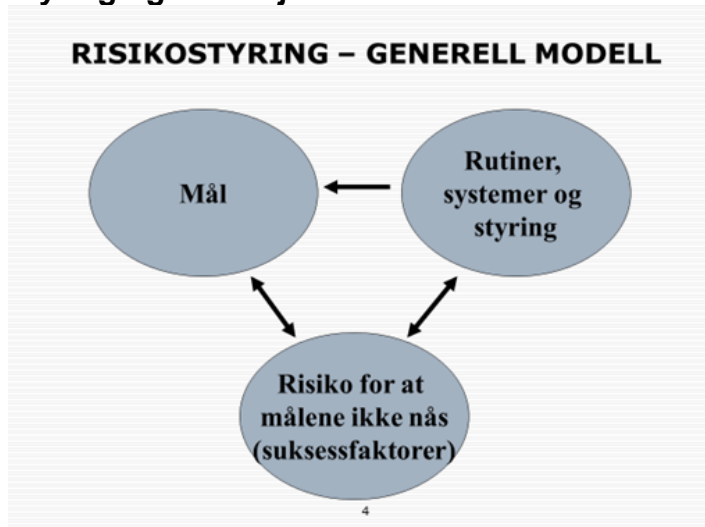 RISIKOSTYRING – GENERELL MODELL
Mål
Rutiner,
systemer og
styring
Risiko for at
målene ikke nås
(suksessfaktorer)
4